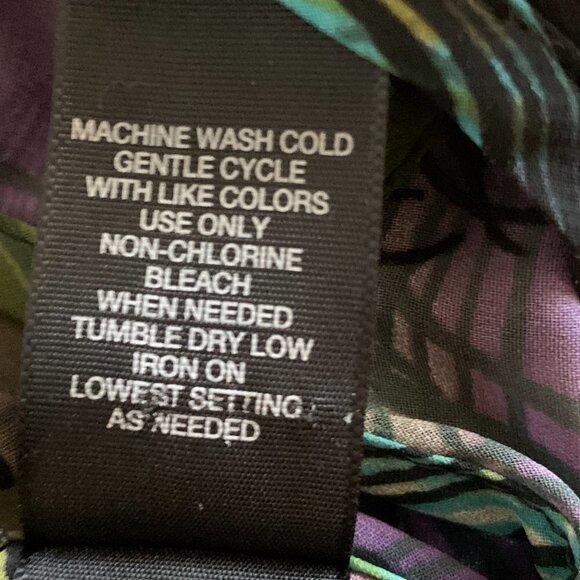 MACHINE WASH COLD
GENTLE CYCLE
WITH LIKE COLORS
USE ONLY
NON-CHLORINE
BLEACH
WHEN NEEDED
TUMBLE DRY LOW
IRON ON
LOWEST SETTING
AS NEEDED